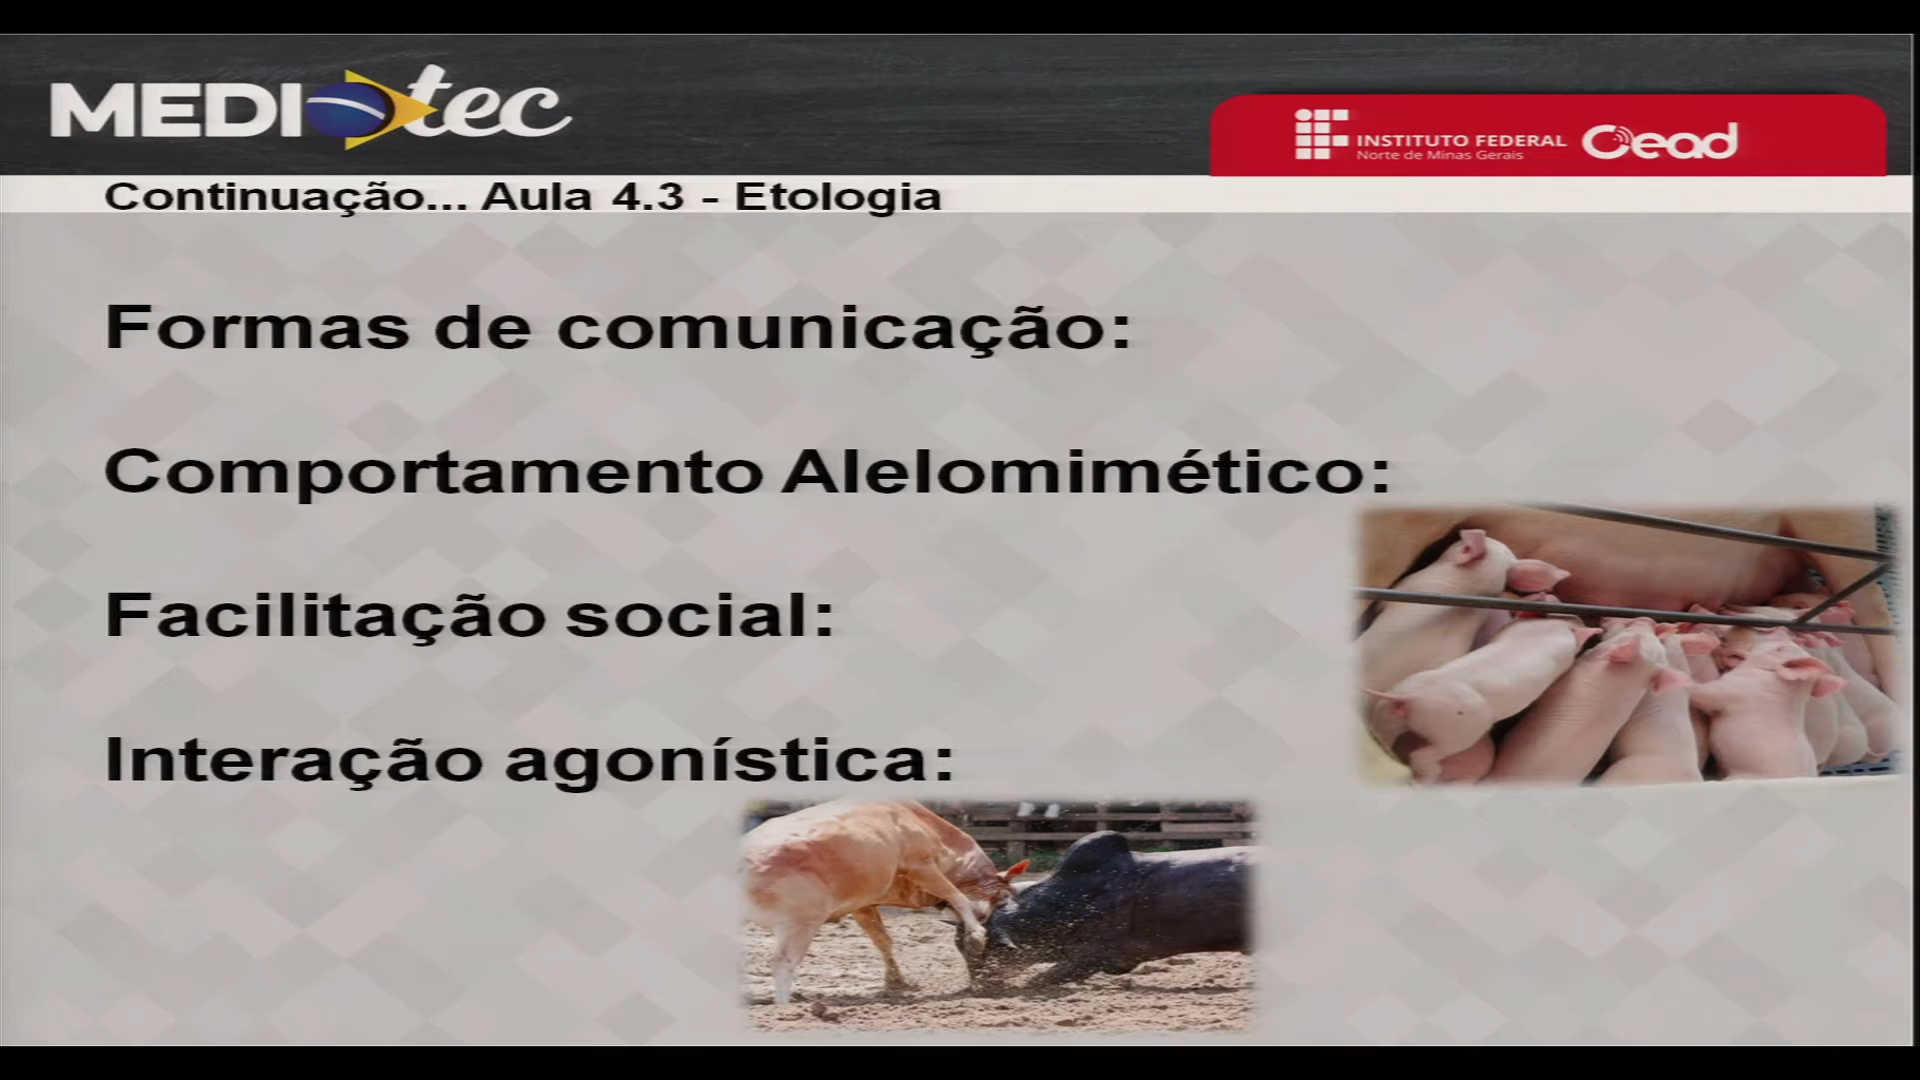 MEDIOtec
INSTITUTO FEDERAL
Norte de Minas Gerais
Cead
Continuação... Aula 4.3 - Etologia
Formas de comunicação:
Comportamento Alelomimético:
Facilitação social:
Interação agonística: